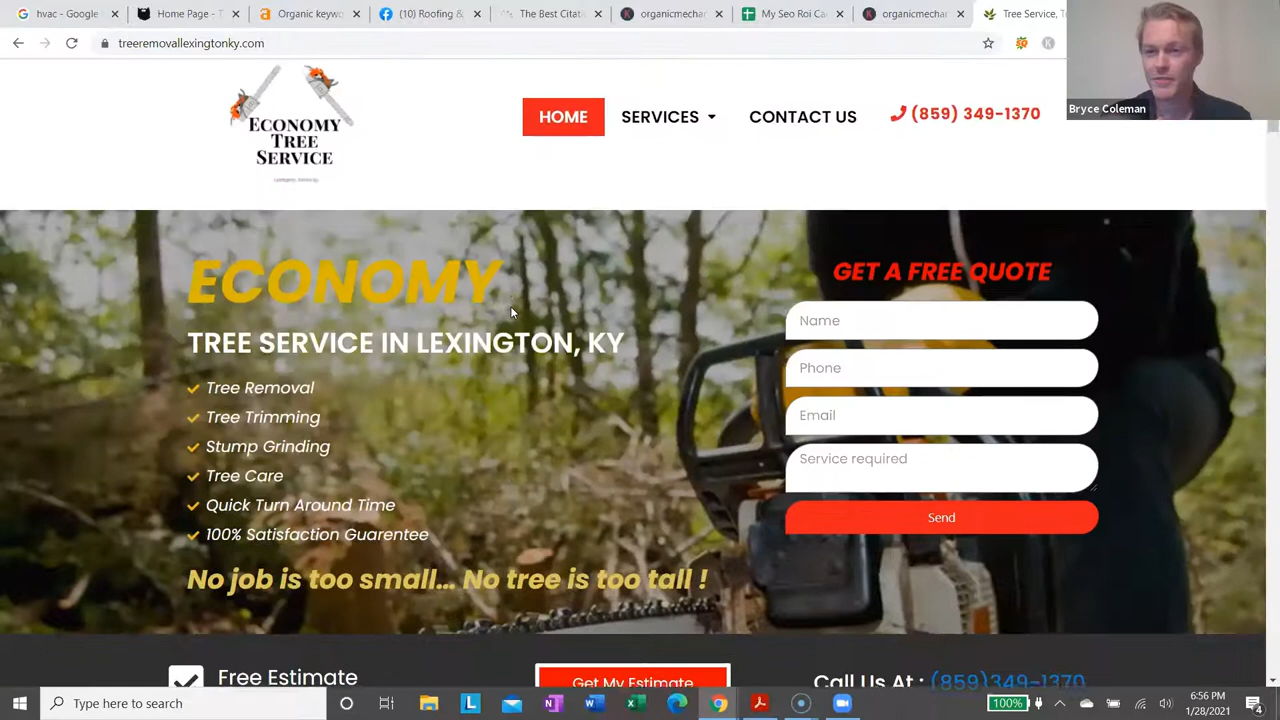 hvac - Google
Home Page - T
Organic keywo
(10) Roofing &
The Best Citati
organicmechan
My Seo Roi Ca
organicmechar
Tree Service, T
treeremovallexingtonky.com
Bryce Coleman
ECONOMY
TREE
SERVICE
HOME
SERVICES
CONTACT US
(859) 349-1370
ECONOMY
TREE SERVICE IN LEXINGTON, KY
Tree Removal
Tree Trimming
Stump Grinding
Tree Care
Quick Turn Around Time
100% Satisfaction Guarentee
No job is too small... No tree is too tall !
GET A FREE QUOTE
Name
Phone
Email
Service required
Send
Free Estimate
Get My Estimate
Call Us At : (859)349-1370
Type here to search
100%
6:56 PM
1/28/2021
4